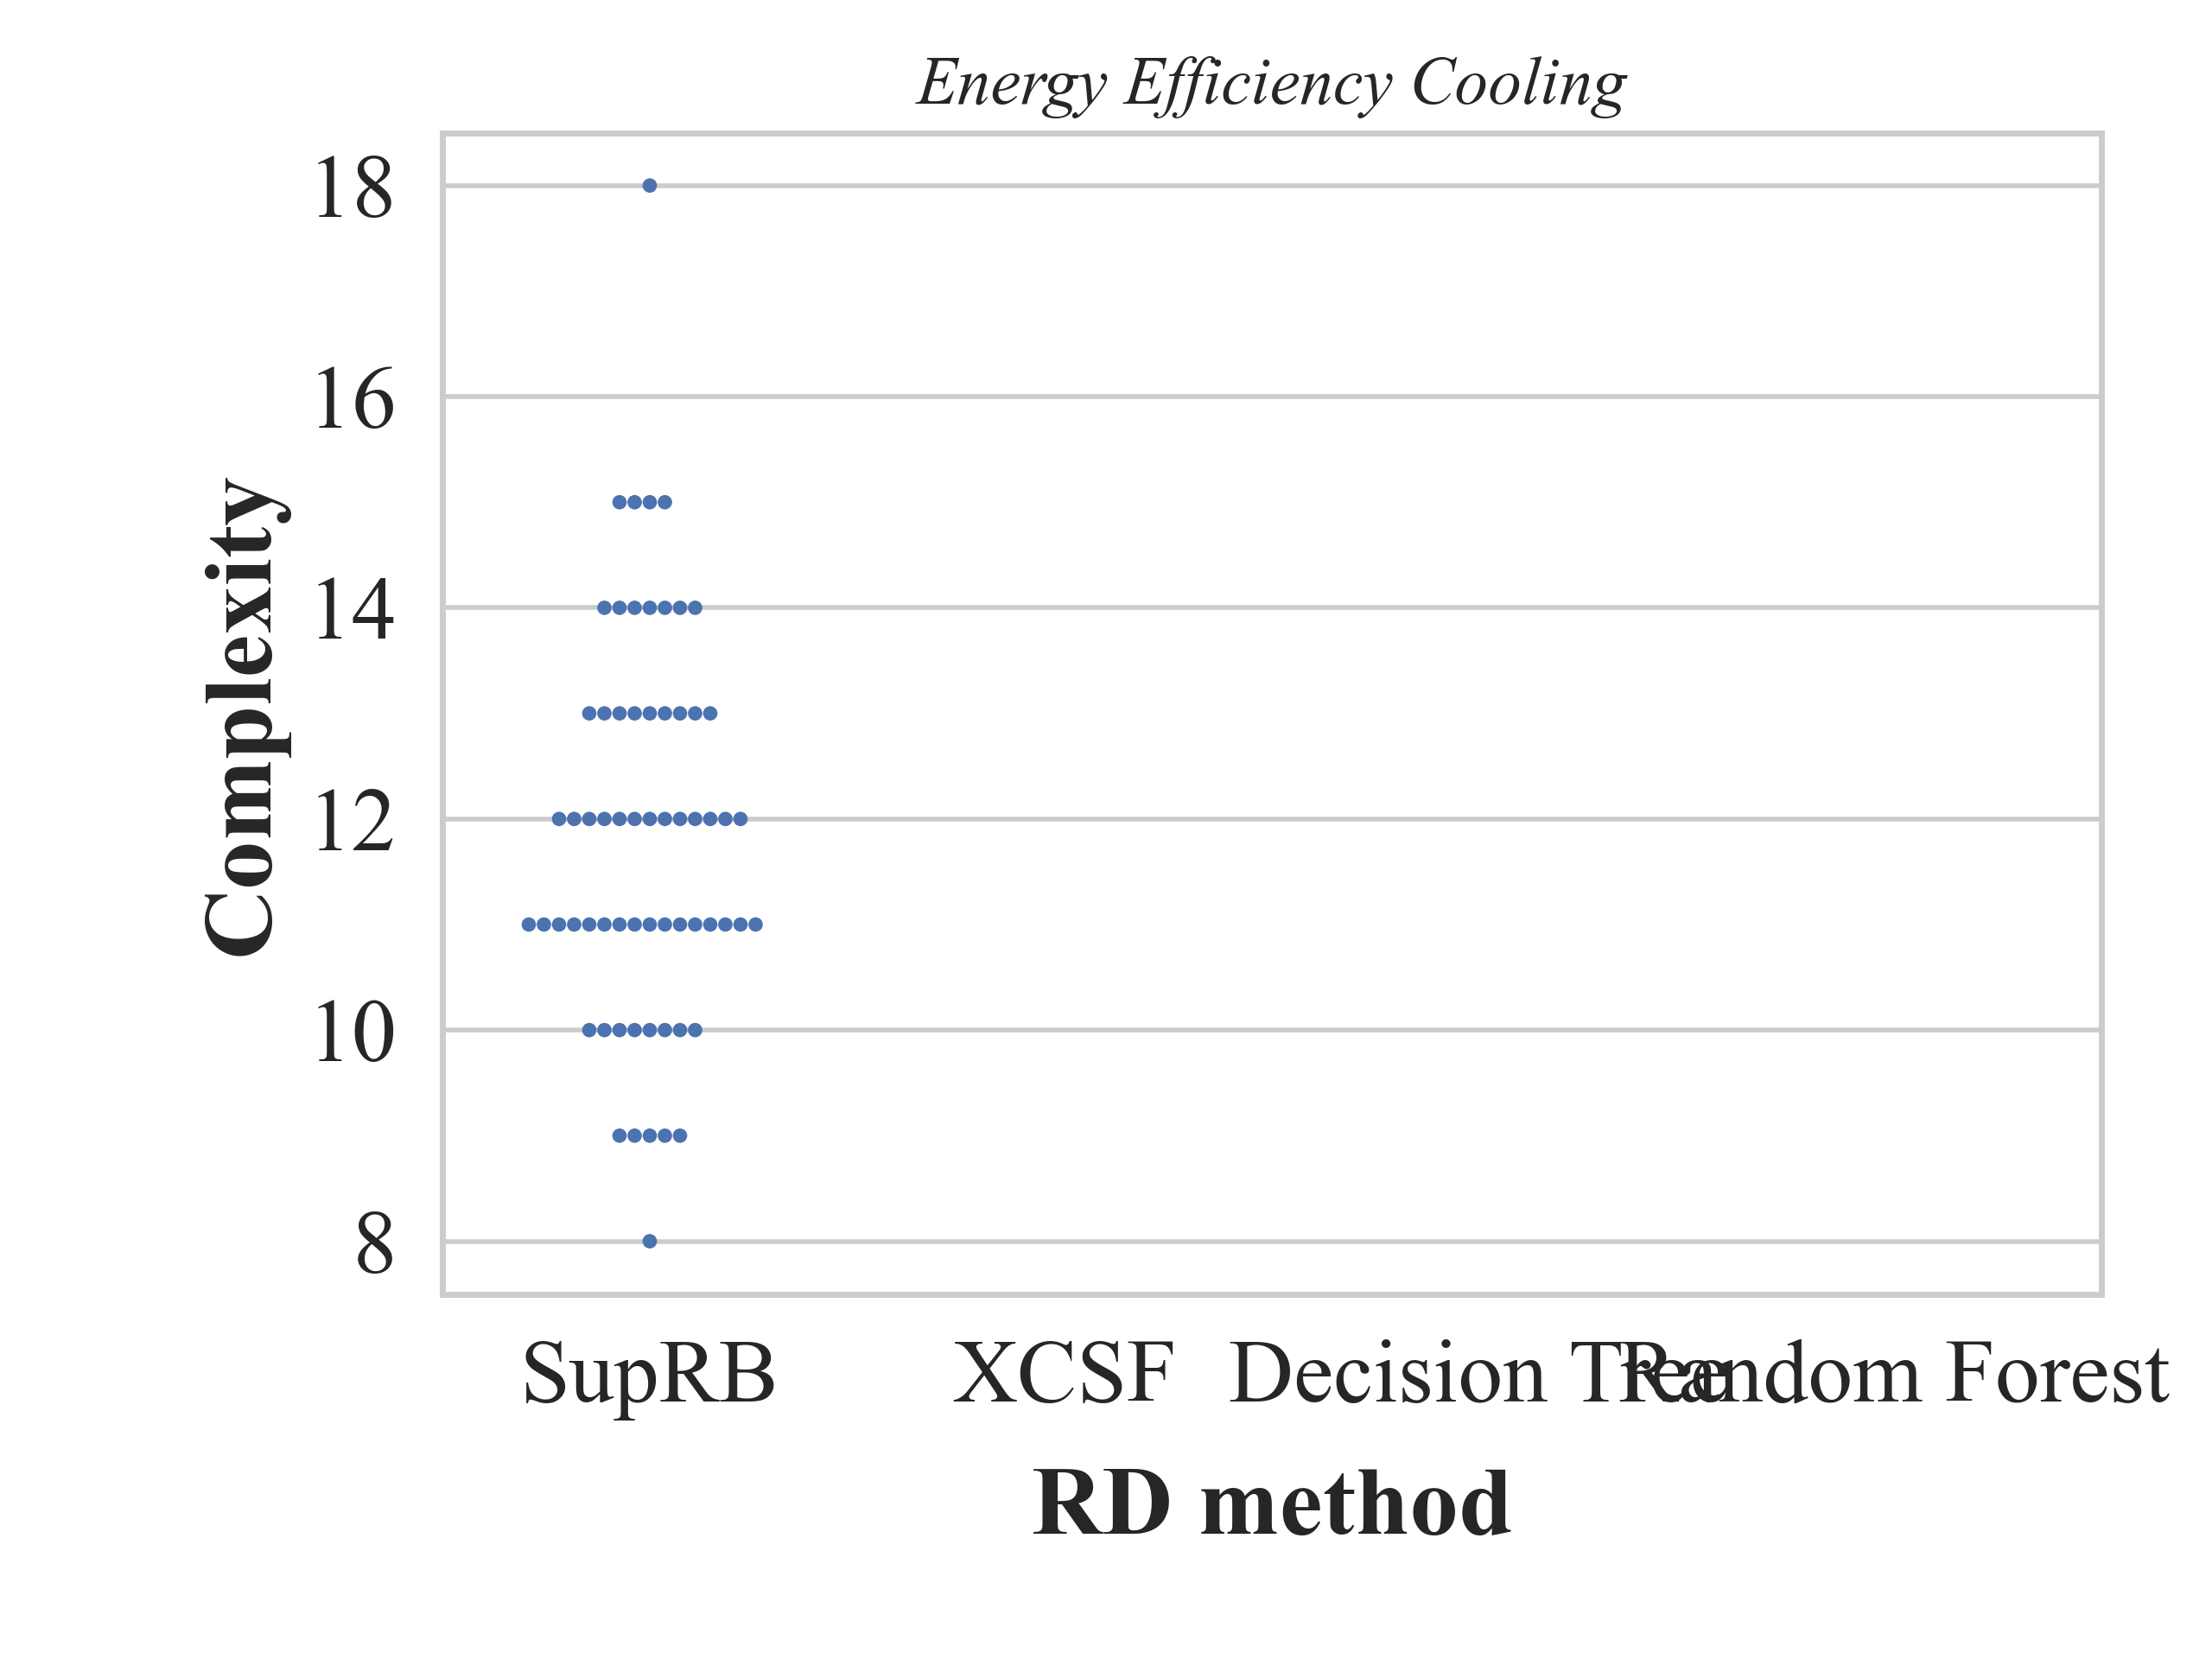 Energy Efficiency Cooling
Complexity
18
16
14
12
10
8
SupRB XCSF Decision Tree Random Forest
RD method